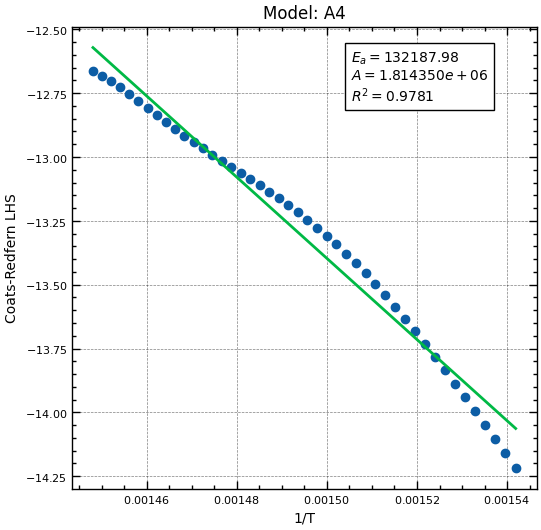 Model: A4
Eₐ = 132187.98
A = 1.814350e + 06
R² = 0.9781
−12.50
−12.75
−13.00
−13.25
−13.50
−13.75
−14.00
−14.25
Coats-Redfern LHS
0.00146 0.00148 0.00150 0.00152 0.00154
1/T